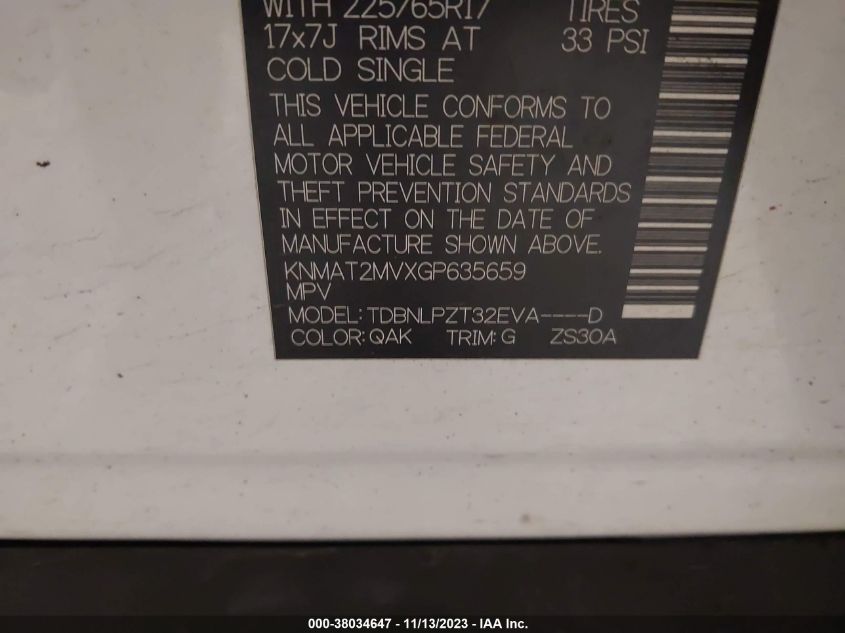 WITH 225/65R17 TIRES
17x7J RIMS AT 33 PSI
COLD SINGLE
THIS VEHICLE CONFORMS TO
ALL APPLICABLE FEDERAL
MOTOR VEHICLE SAFETY AND
THEFT PREVENTION STANDARDS
IN EFFECT ON THE DATE OF
MANUFACTURE SHOWN ABOVE.
KNMAT2MVXGP635659
MPV
MODEL: TDBNLPZT32EVA----D
COLOR: QAK TRIM: G ZS30A
000-38034647 - 11/13/2023 - IAA Inc.